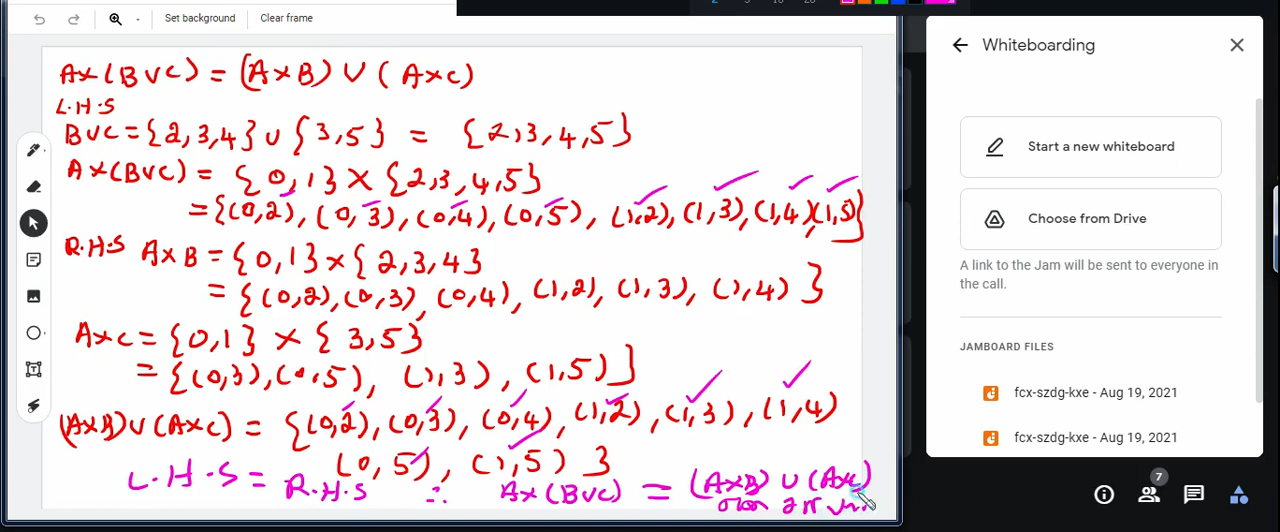 Set background
Clear frame
A×(B∪C) = (A×B) ∪ (A×C)
L.H.S
B∪C = {2,3,4} ∪ {3,5} = {2,3,4,5}
A×(B∪C) = {0,1} × {2,3,4,5}
= {(0,2), (0,3), (0,4), (0,5), (1,2), (1,3), (1,4), (1,5)}
R.H.S A×B = {0,1} × {2,3,4}
= {(0,2), (0,3), (0,4), (1,2), (1,3), (1,4)}
A×C = {0,1} × {3,5}
= {(0,3), (0,5), (1,3), (1,5)}
(A×B)∪(A×C) = {(0,2), (0,3), (0,4), (1,2), (1,3), (1,4)
(0,5), (1,5)}
L.H.S = R.H.S ∴ A×(B∪C) = (A×B) ∪ (A×C)
Whiteboarding
Start a new whiteboard
Choose from Drive
A link to the Jam will be sent to everyone in
the call.
JAMBOARD FILES
fcx-szdg-kxe - Aug 19, 2021
fcx-szdg-kxe - Aug 19, 2021
7